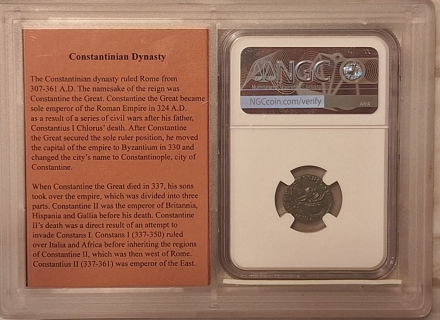 Constantinian Dynasty
The Constantinian dynasty ruled Rome from
307-361 A.D. The namesake of the reign was
Constantine the Great. Constantine the Great became
sole emperor of the Roman Empire in 324 A.D.
as a result of a series of civil wars after his father,
Constantius I Chlorus' death. After Constantine
the Great secured the sole ruler position, he moved
the capital of the empire to Byzantium in 330 and
changed the city's name to Constantinople, city of
Constantine.
When Constantine the Great died in 337, his sons
took over the empire, which was divided into three
parts. Constantine II was the emperor of Britannia,
Hispania and Gallia before his death. Constantine
II's death was a direct result of an attempt to
invade Constans I. Constans I (337-350) ruled
over Italia and Africa before inheriting the regions
of Constantine II, which was then west of Rome.
Constantius II (337-361) was emperor of the East.
NGC
NGCcoin.com/verify